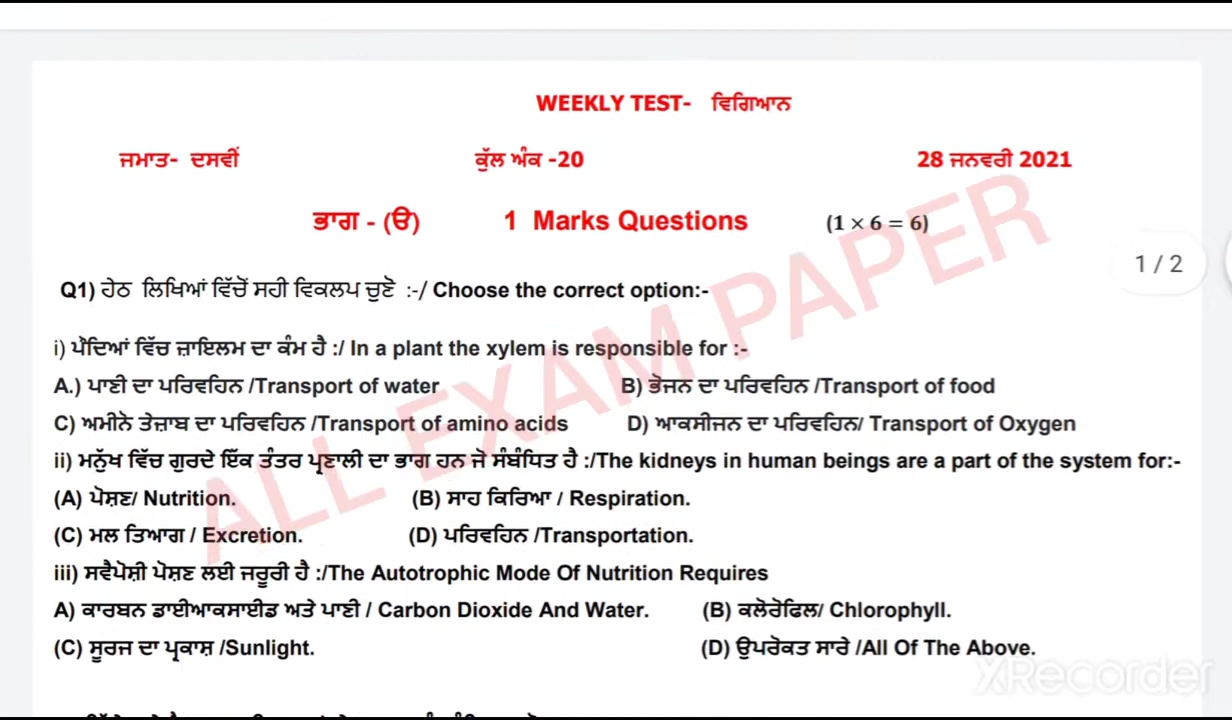 WEEKLY TEST- ਵਿਗਿਆਨ
ਜਮਾਤ- ਦਸਵੀਂ ਕੁੱਲ ਅੰਕ -20 28 ਜਨਵਰੀ 2021
ਭਾਗ - (ੳ) 1 Marks Questions (1 × 6 = 6)
1 / 2
Q1) ਹੇਠ ਲਿਖਿਆਂ ਵਿੱਚੋਂ ਸਹੀ ਵਿਕਲਪ ਚੁਣੋ :-/ Choose the correct option:-
i) ਪੌਦਿਆਂ ਵਿੱਚ ਜ਼ਾਇਲਮ ਦਾ ਕੰਮ ਹੈ :/ In a plant the xylem is responsible for :-
A.) ਪਾਣੀ ਦਾ ਪਰਿਵਹਿਨ /Transport of water B) ਭੋਜਨ ਦਾ ਪਰਿਵਹਿਨ /Transport of food
C) ਅਮੀਨੋ ਤੇਜ਼ਾਬ ਦਾ ਪਰਿਵਹਿਨ /Transport of amino acids D) ਆਕਸੀਜਨ ਦਾ ਪਰਿਵਹਿਨ/ Transport of Oxygen
ii) ਮਨੁੱਖ ਵਿੱਚ ਗੁਰਦੇ ਇੱਕ ਤੰਤਰ ਪ੍ਰਣਾਲੀ ਦਾ ਭਾਗ ਹਨ ਜੇ ਸੰਬੰਧਿਤ ਹੈ :/The kidneys in human beings are a part of the system for:-
(A) ਪੋਸ਼ਣ/ Nutrition. (B) ਸਾਹ ਕਿਰਿਆ / Respiration.
(C) ਮਲ ਤਿਆਗ / Excretion. (D) ਪਰਿਵਹਿਨ /Transportation.
iii) ਸਵੈਪੋਸ਼ੀ ਪੋਸ਼ਣ ਲਈ ਜਰੂਰੀ ਹੈ :/The Autotrophic Mode Of Nutrition Requires
A) ਕਾਰਬਨ ਡਾਈਆਕਸਾਈਡ ਅਤੇ ਪਾਣੀ / Carbon Dioxide And Water. (B) ਕਲੋਰੋਫਿਲ/ Chlorophyll.
(C) ਸੂਰਜ ਦਾ ਪ੍ਰਕਾਸ਼ /Sunlight. (D) ਉਪਰੋਕਤ ਸਾਰੇ /All Of The Above.
ALL EXAM PAPER
XRecorder